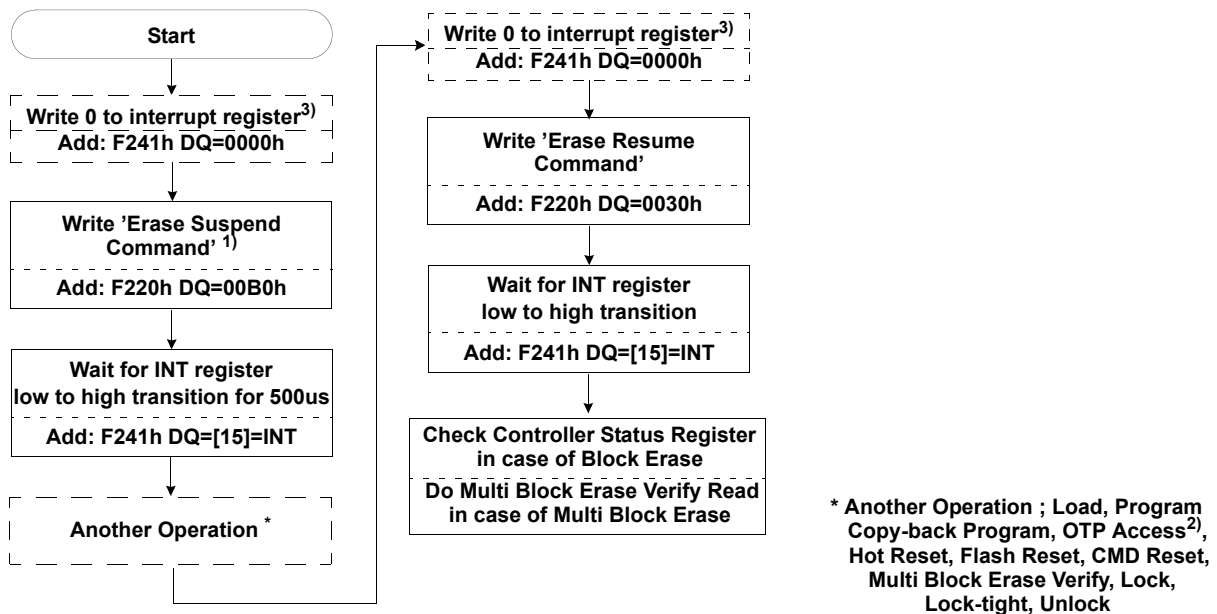 Start
Write 0 to interrupt register3)
Add: F241h DQ=0000h
Write ’Erase Suspend
Command’ 1)
Add: F220h DQ=00B0h
Wait for INT register
low to high transition for 500us
Add: F241h DQ=[15]=INT
Another Operation *
Write 0 to interrupt register3)
Add: F241h DQ=0000h
Write ’Erase Resume
Command’
Add: F220h DQ=0030h
Wait for INT register
low to high transition
Add: F241h DQ=[15]=INT
Check Controller Status Register
in case of Block Erase
Do Multi Block Erase Verify Read
in case of Multi Block Erase
* Another Operation ; Load, Program
Copy-back Program, OTP Access2),
Hot Reset, Flash Reset, CMD Reset,
Multi Block Erase Verify, Lock,
Lock-tight, Unlock